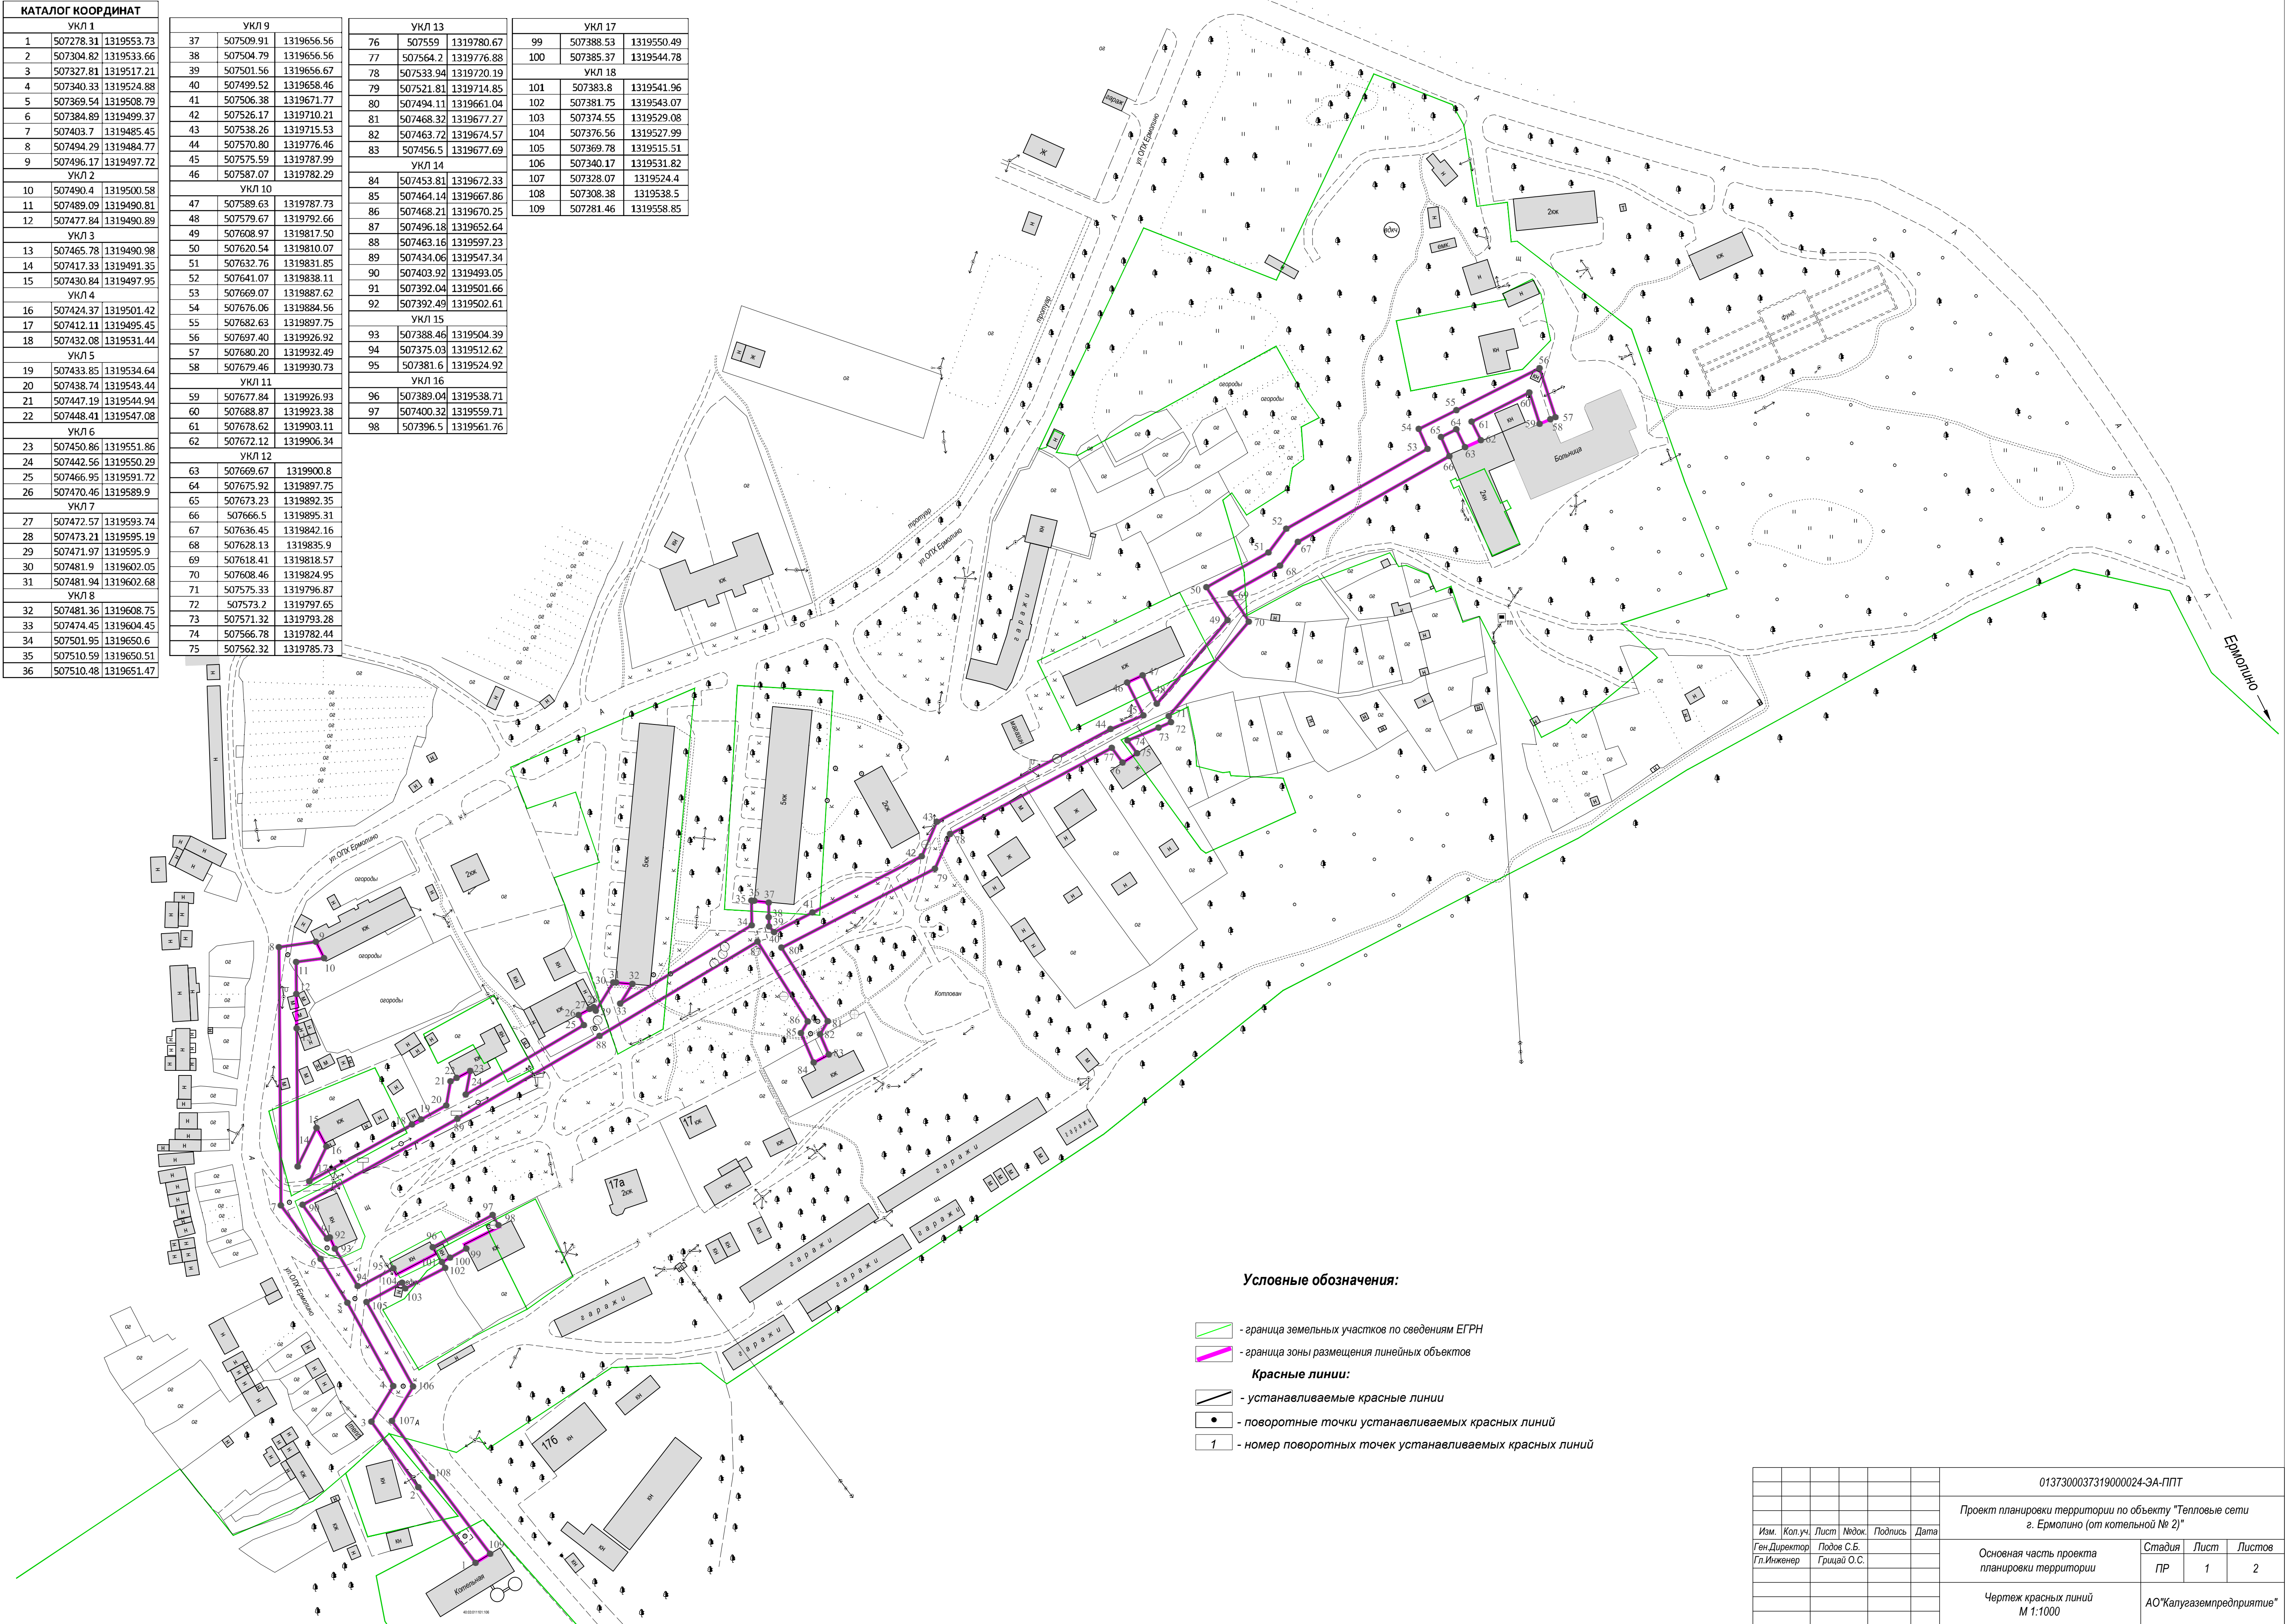 КАТАЛОГ КООРДИНАТ
УКЛ 1
1 507278.31 1319553.73
2 507304.82 1319533.66
3 507327.81 1319517.21
4 507340.33 1319524.88
5 507369.54 1319508.79
6 507384.89 1319499.37
7 507403.7 1319485.45
8 507494.29 1319484.77
9 507496.17 1319497.72
УКЛ 2
10 507490.4 1319500.58
11 507489.09 1319490.81
12 507477.84 1319490.89
УКЛ 3
13 507465.78 1319490.98
14 507417.33 1319491.35
15 507430.84 1319497.95
УКЛ 4
16 507424.37 1319501.42
17 507412.11 1319495.45
18 507432.08 1319531.44
УКЛ 5
19 507433.85 1319534.64
20 507438.74 1319543.44
21 507447.19 1319544.94
22 507448.41 1319547.08
УКЛ 6
23 507450.86 1319551.86
24 507442.56 1319550.29
25 507466.95 1319591.72
26 507470.46 1319589.9
УКЛ 7
27 507472.57 1319593.74
28 507473.21 1319595.19
29 507471.97 1319595.9
30 507481.9 1319602.05
31 507481.94 1319602.68
УКЛ 8
32 507481.36 1319608.75
33 507474.45 1319604.45
34 507501.95 1319650.6
35 507510.59 1319650.51
36 507510.48 1319651.47
УКЛ 9
37 507509.91 1319656.56
38 507504.79 1319656.56
39 507501.56 1319656.67
40 507499.52 1319658.46
41 507506.38 1319671.77
42 507526.17 1319710.21
43 507538.26 1319715.53
44 507570.80 1319776.46
45 507575.59 1319787.99
46 507587.07 1319782.29
УКЛ 10
47 507589.63 1319787.73
48 507579.67 1319792.66
49 507608.97 1319817.50
50 507620.54 1319810.07
51 507632.76 1319831.85
52 507641.07 1319838.11
53 507669.07 1319887.62
54 507676.06 1319884.56
55 507682.63 1319897.75
56 507697.40 1319926.92
57 507680.20 1319932.49
58 507679.46 1319930.73
УКЛ 11
59 507677.84 1319926.93
60 507688.87 1319923.38
61 507678.62 1319903.11
62 507672.12 1319906.34
УКЛ 12
63 507669.67 1319900.8
64 507675.92 1319897.75
65 507673.23 1319892.35
66 507666.5 1319895.31
67 507636.45 1319842.16
68 507628.13 1319835.9
69 507618.41 1319818.57
70 507608.46 1319824.95
71 507575.33 1319796.87
72 507573.2 1319797.65
73 507571.32 1319793.28
74 507566.78 1319782.44
75 507562.32 1319785.73
УКЛ 13
76 507559 1319780.67
77 507564.2 1319776.88
78 507533.94 1319720.19
79 507521.81 1319714.85
80 507494.11 1319661.04
81 507468.32 1319677.27
82 507463.72 1319674.57
83 507456.5 1319677.69
УКЛ 14
84 507453.81 1319672.33
85 507464.14 1319667.86
86 507468.21 1319670.25
87 507496.18 1319652.64
88 507463.16 1319597.23
89 507434.06 1319547.34
90 507403.92 1319493.05
91 507392.04 1319501.66
92 507392.49 1319502.61
УКЛ 15
93 507388.46 1319504.39
94 507375.03 1319512.62
95 507381.6 1319524.92
УКЛ 16
96 507389.04 1319538.71
97 507400.32 1319559.71
98 507396.5 1319561.76
УКЛ 17
99 507388.53 1319550.49
100 507385.37 1319544.78
УКЛ 18
101 507383.8 1319541.96
102 507381.75 1319543.07
103 507374.55 1319529.08
104 507376.56 1319527.99
105 507369.78 1319515.51
106 507340.17 1319531.82
107 507328.07 1319524.4
108 507308.38 1319538.5
109 507281.46 1319558.85
гараж
ул.ОПХ Ермолино
тротуар
огороды
вдкч
емк.
фунд.
Больница
Ермолино
тротуар
ул.ОПХ Ермолино
гаражи
магазин
ул.ОПХ Ермолино
огороды
огороды
огороды
Котлован
17
17а
17б
гаражи
гаражи
гаражи
гаражи
гаражи
гаражи
гаражи
ул.ОПХ Ермолино
Котельная
Условные обозначения:
- граница земельных участков по сведениям ЕГРН
- граница зоны размещения линейных объектов
Красные линии:
- устанавливаемые красные линии
- поворотные точки устанавливаемых красных линий
1 - номер поворотных точек устанавливаемых красных линий
0137300037319000024-ЭА-ППТ
Проект планировки территории по объекту "Тепловые сети
г. Ермолино (от котельной № 2)"
Изм. Кол.уч. Лист №док. Подпись Дата
Ген.Директор Подов С.Б.
Гл.Инженер Грицай О.С.
Основная часть проекта
планировки территории
Стадия Лист Листов
ПР 1 2
Чертеж красных линий
М 1:1000
АО"Калугаземпредприятие"